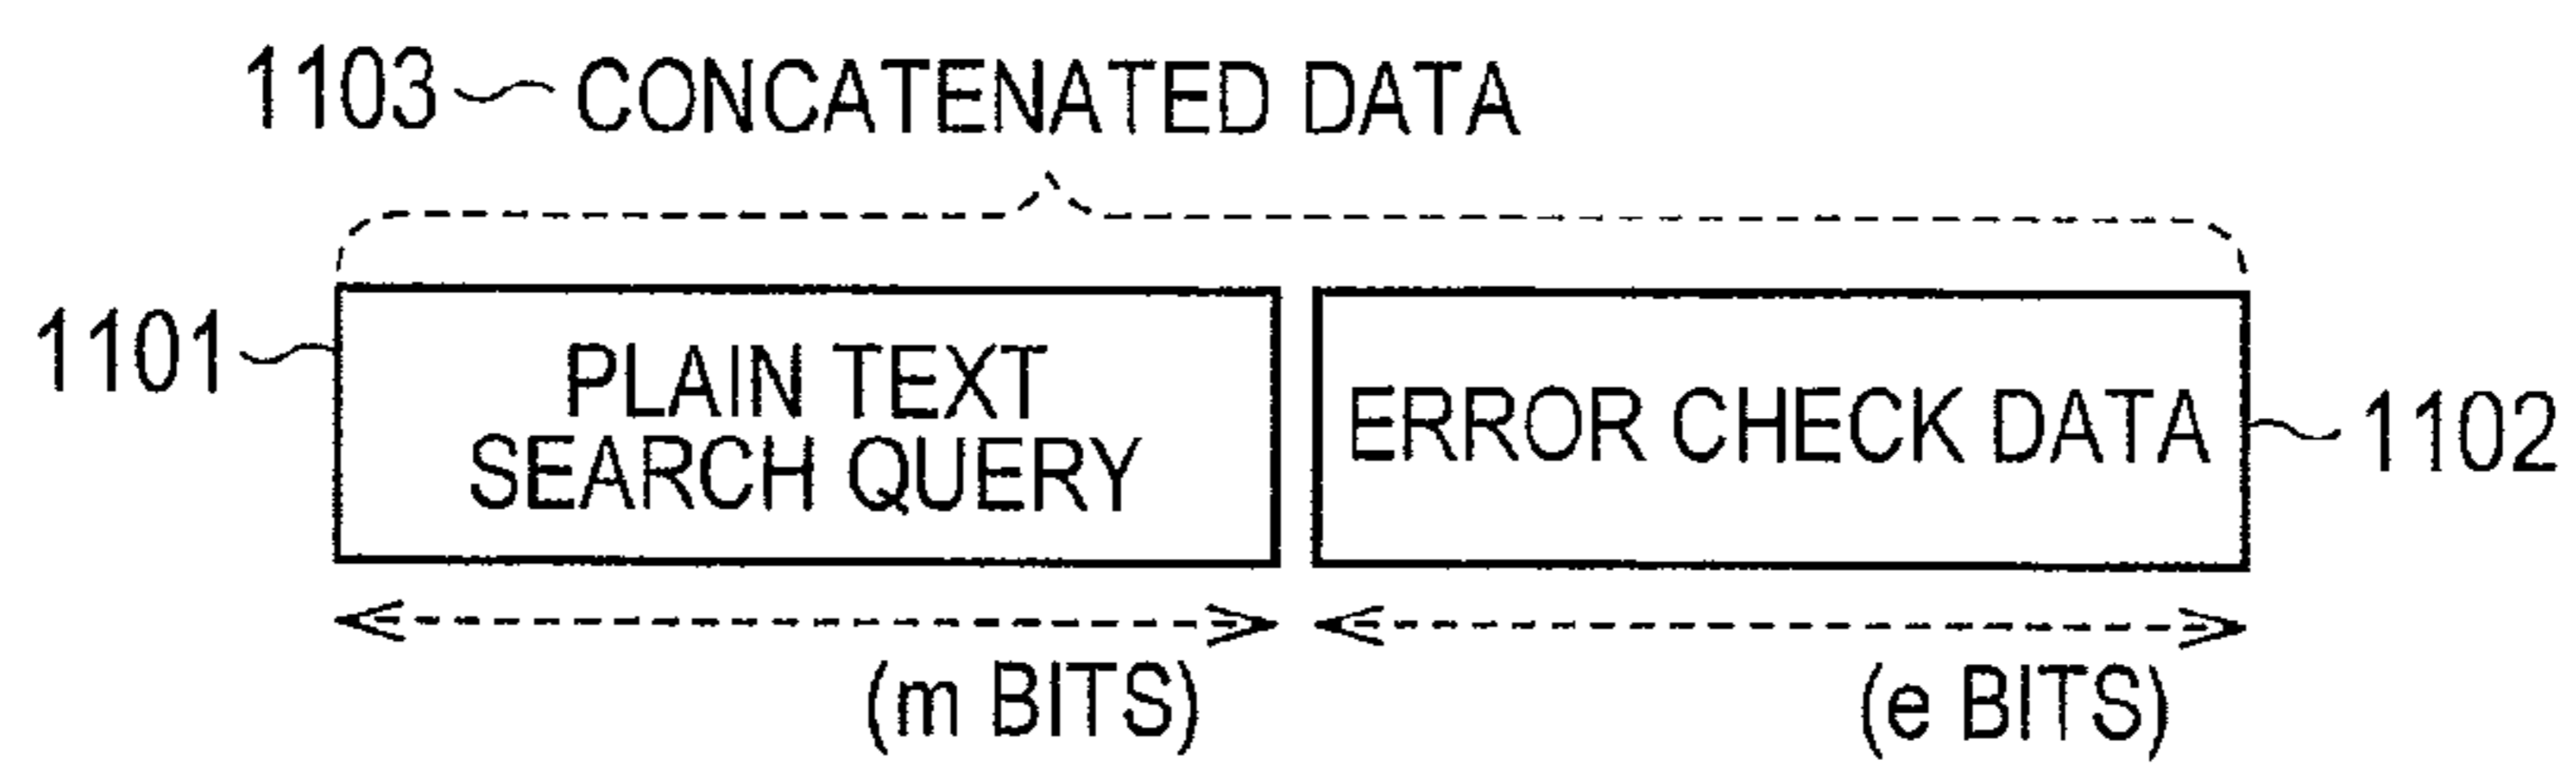 1103 CONCATENATED DATA
1101 PLAIN TEXT
SEARCH QUERY
ERROR CHECK DATA 1102
(m BITS) (e BITS)